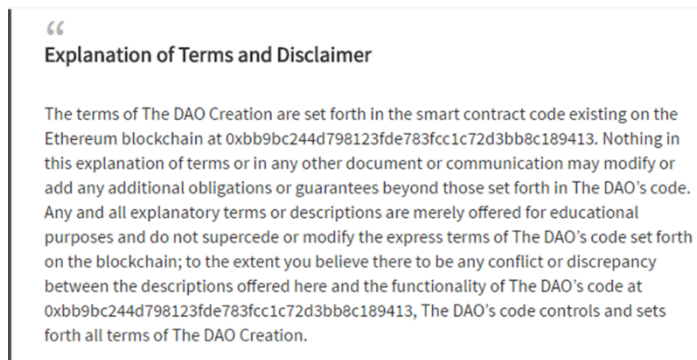 “
Explanation of Terms and Disclaimer
The terms of The DAO Creation are set forth in the smart contract code existing on the
Ethereum blockchain at 0xbb9bc244d798123fde783fcc1c72d3bb8c189413. Nothing in
this explanation of terms or in any other document or communication may modify or
add any additional obligations or guarantees beyond those set forth in The DAO’s code.
Any and all explanatory terms or descriptions are merely offered for educational
purposes and do not supercede or modify the express terms of The DAO’s code set forth
on the blockchain; to the extent you believe there to be any conflict or discrepancy
between the descriptions offered here and the functionality of The DAO’s code at
0xbb9bc244d798123fde783fcc1c72d3bb8c189413, The DAO’s code controls and sets
forth all terms of The DAO Creation.